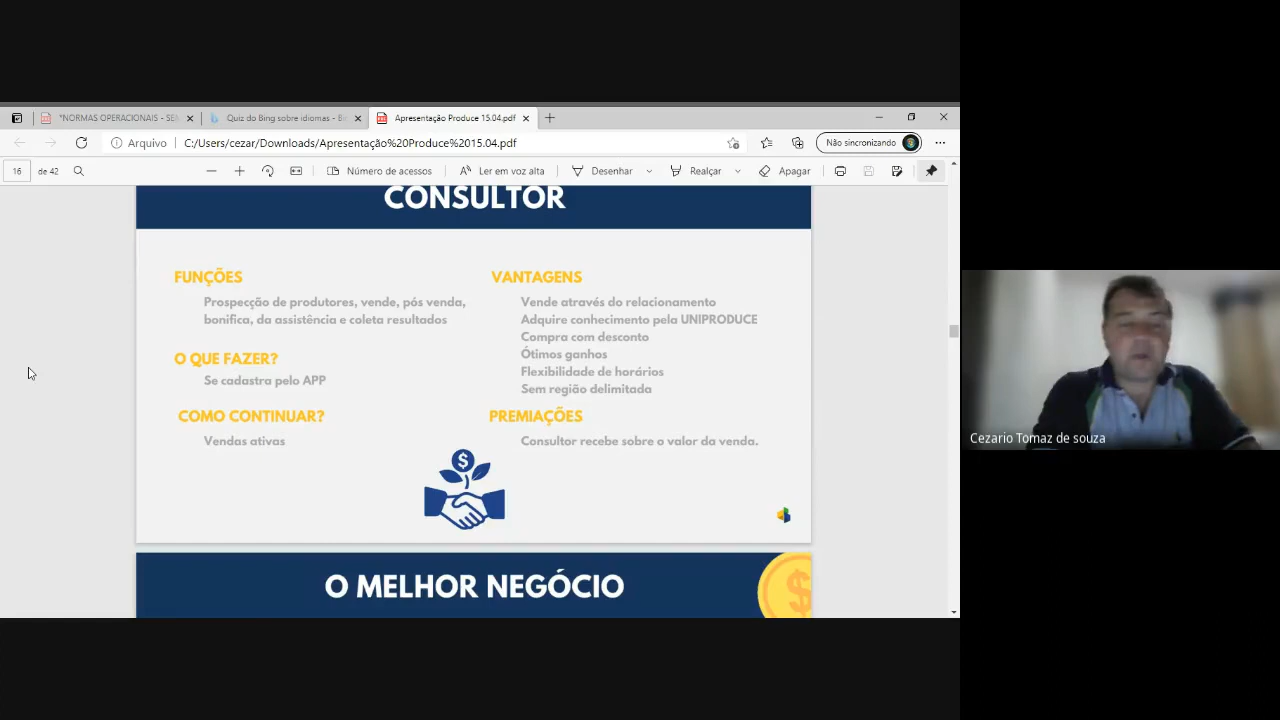 *NORMAS OPERACIONAIS - SEM
Quiz do Bing sobre idiomas - Bi
Apresentação Produce 15.04.pdf
Arquivo
C:/Users/cezar/Downloads/Apresentação%20Produce%2015.04.pdf
Não sincronizando
16
de 42
Número de acessos
Ler em voz alta
Desenhar
Realçar
Apagar
CONSULTOR
FUNÇÕES
Prospecção de produtores, vende, pós venda,
bonifica, da assistência e coleta resultados
O QUE FAZER?
Se cadastra pelo APP
COMO CONTINUAR?
Vendas ativas
VANTAGENS
Vende através do relacionamento
Adquire conhecimento pela UNIPRODUCE
Compra com desconto
Ótimos ganhos
Flexibilidade de horários
Sem região delimitada
PREMIAÇÕES
Consultor recebe sobre o valor da venda.
O MELHOR NEGÓCIO
Cezario Tomaz de souza